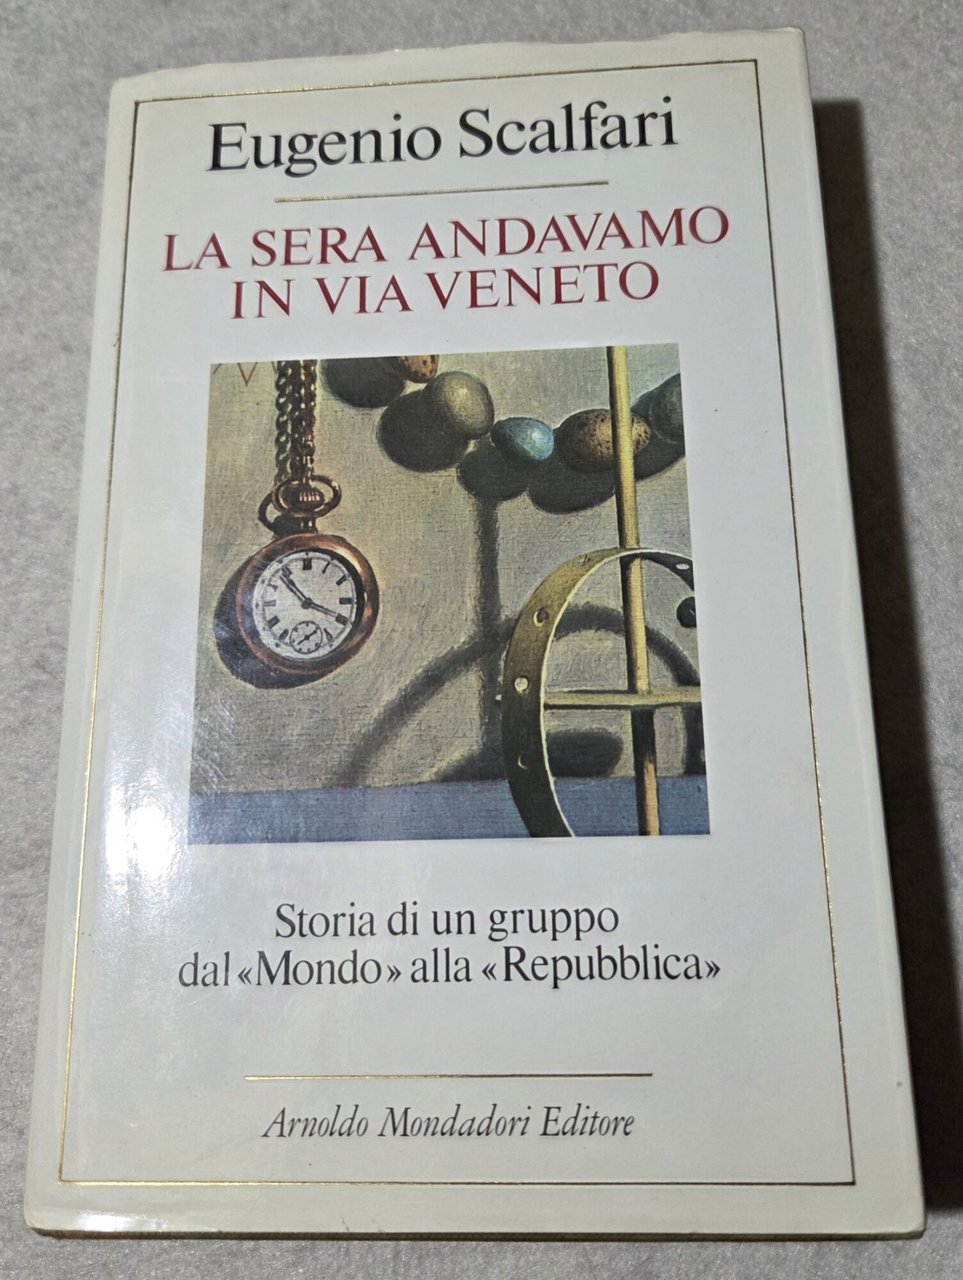 Eugenio Scalfari
LA SERA ANDAVAMO
IN VIA VENETO
Storia di un gruppo
dal «Mondo» alla «Repubblica»
Arnoldo Mondadori Editore